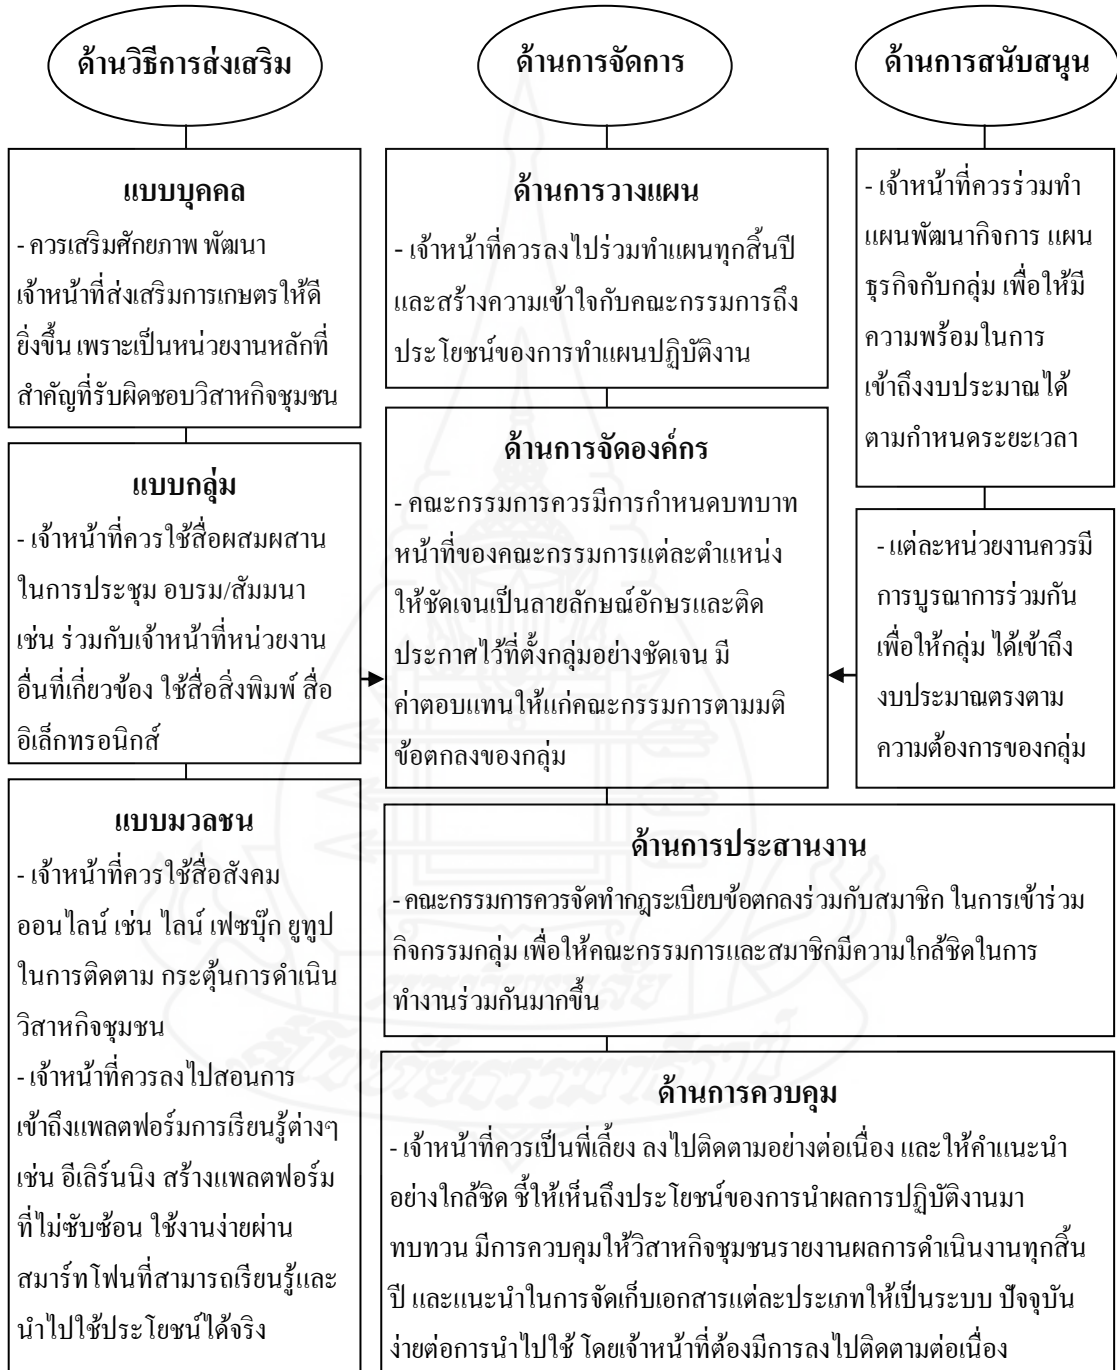 ด้านวิธีการส่งเสริม
แบบบุคคล
- ควรเสริมศักยภาพ พัฒนา
เจ้าหน้าที่ส่งเสริมการเกษตรให้ดี
ยิ่งขึ้น เพราะเป็นหน่วยงานหลักที่
สำคัญที่รับผิดชอบวิสาหกิจชุมชน
แบบกลุ่ม
- เจ้าหน้าที่ควรใช้สื่อผสมผสาน
ในการประชุม อบรม/สัมมนา
เช่น ร่วมกับเจ้าหน้าที่หน่วยงาน
อื่นที่เกี่ยวข้อง ใช้สื่อสิ่งพิมพ์ สื่อ
อิเล็กทรอนิกส์
แบบมวลชน
- เจ้าหน้าที่ควรใช้สื่อสังคม
ออนไลน์ เช่น ไลน์ เฟซบุ๊ก ยูทูป
ในการติดตาม กระตุ้นการดำเนิน
วิสาหกิจชุมชน
- เจ้าหน้าที่ควรลงไปสอนการ
เข้าถึงแพลตฟอร์มการเรียนรู้ต่างๆ
เช่น อีเลิร์นนิง สร้างแพลตฟอร์ม
ที่ไม่ซับซ้อน ใช้งานง่ายผ่าน
สมาร์ทโฟนที่สามารถเรียนรู้และ
นำไปใช้ประโยชน์ได้จริง
ด้านการจัดการ
ด้านการวางแผน
- เจ้าหน้าที่ควรลงไปร่วมทำแผนทุกสิ้นปี
และสร้างความเข้าใจกับคณะกรรมการถึง
ประโยชน์ของการทำแผนปฏิบัติงาน
ด้านการจัดองค์กร
- คณะกรรมการควรมีการกำหนดบทบาท
หน้าที่ของคณะกรรมการแต่ละตำแหน่ง
ให้ชัดเจนเป็นลายลักษณ์อักษรและติด
ประกาศไว้ที่ตั้งกลุ่มอย่างชัดเจน มี
ค่าตอบแทนให้แก่คณะกรรมการตามมติ
ข้อตกลงของกลุ่ม
ด้านการประสานงาน
- คณะกรรมการควรจัดทำกฎระเบียบข้อตกลงร่วมกับสมาชิก ในการเข้าร่วม
กิจกรรมกลุ่ม เพื่อให้คณะกรรมการและสมาชิกมีความใกล้ชิดในการ
ทำงานร่วมกันมากขึ้น
ด้านการควบคุม
- เจ้าหน้าที่ควรเป็นพี่เลี้ยง ลงไปติดตามอย่างต่อเนื่อง และให้คำแนะนำ
อย่างใกล้ชิด ชี้ให้เห็นถึงประโยชน์ของการนำผลการปฏิบัติงานมา
ทบทวน มีการควบคุมให้วิสาหกิจชุมชนรายงานผลการดำเนินงานทุกสิ้น
ปี และแนะนำในการจัดเก็บเอกสารแต่ละประเภทให้เป็นระบบ ปัจจุบัน
ง่ายต่อการนำไปใช้ โดยเจ้าหน้าที่ต้องมีการลงไปติดตามต่อเนื่อง
ด้านการสนับสนุน
- เจ้าหน้าที่ควรร่วมทำ
แผนพัฒนากิจการ แผน
ธุรกิจกับกลุ่ม เพื่อให้มี
ความพร้อมในการ
เข้าถึงงบประมาณได้
ตามกำหนดระยะเวลา
- แต่ละหน่วยงานควรมี
การบูรณาการร่วมกัน
เพื่อให้กลุ่ม ได้เข้าถึง
งบประมาณตรงตาม
ความต้องการของกลุ่ม
มหาวิทยาลัย
สุโขทัยธรรมาธิราช